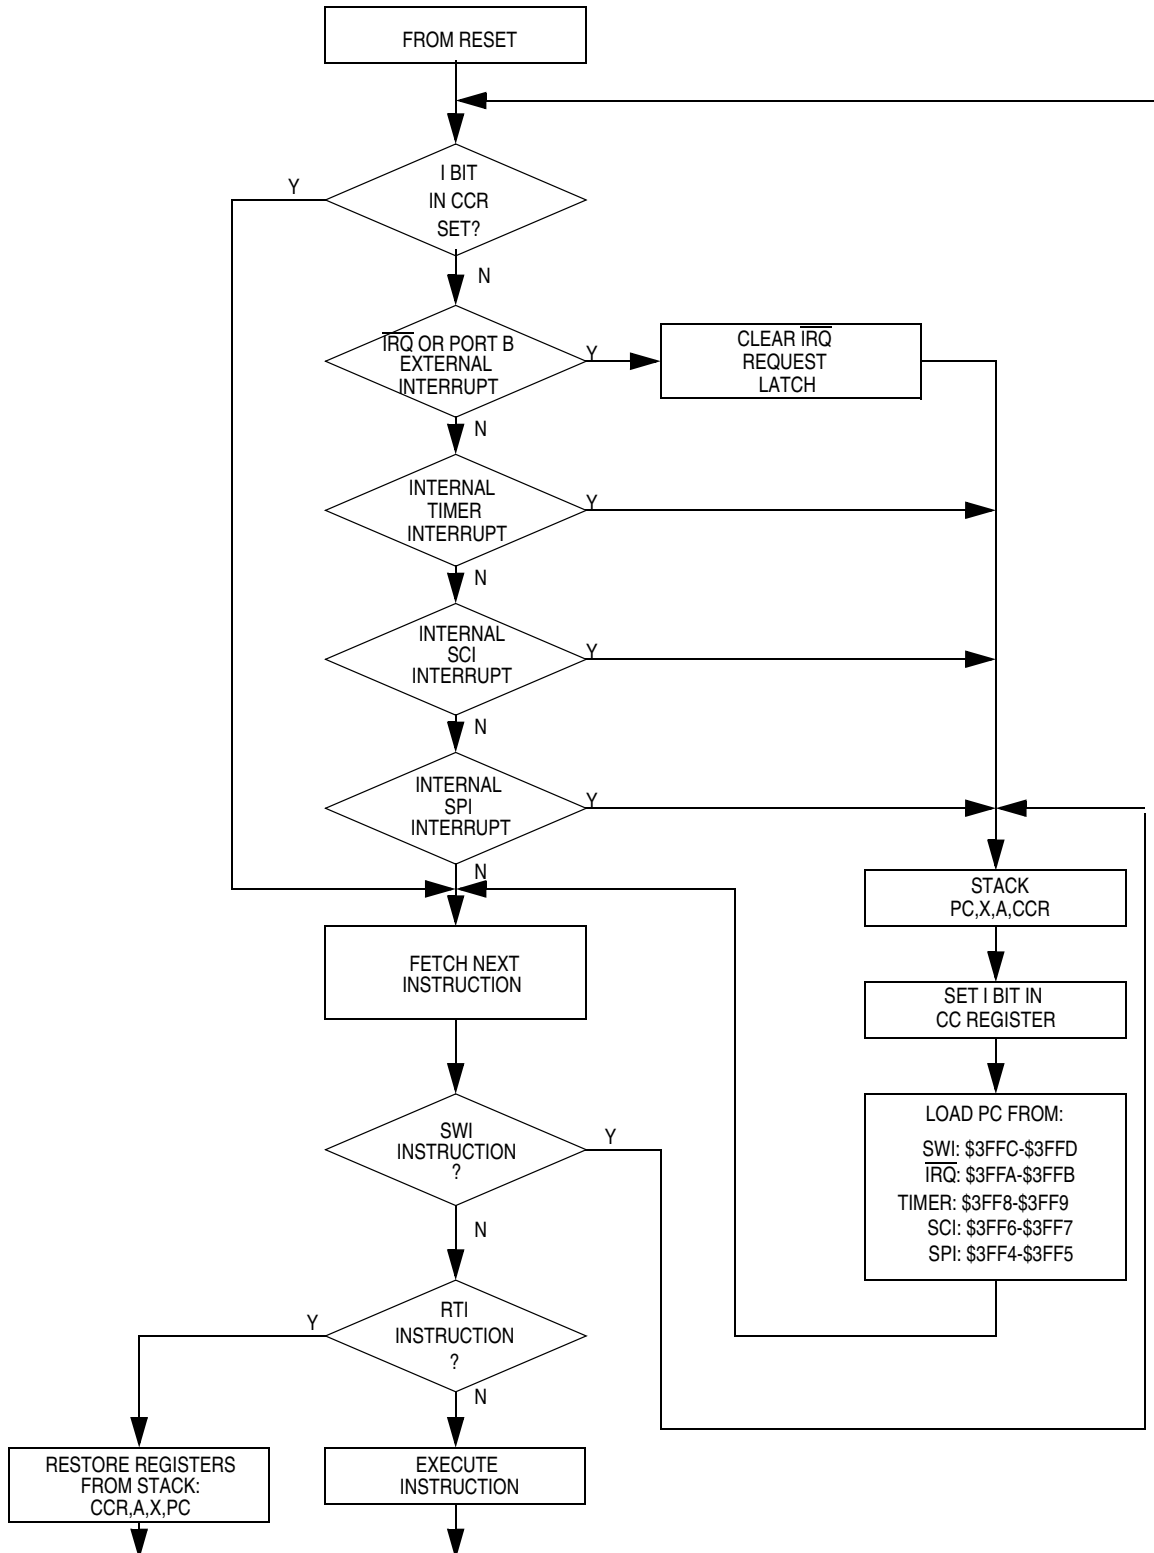 FROM RESET
I BIT
IN CCR
SET?
Y
N
IRQ OR PORT B
EXTERNAL
INTERRUPT
Y
CLEAR IRQ
REQUEST
LATCH
N
INTERNAL
TIMER
INTERRUPT
Y
N
INTERNAL
SCI
INTERRUPT
Y
N
INTERNAL
SPI
INTERRUPT
Y
N
STACK
PC,X,A,CCR
FETCH NEXT
INSTRUCTION
SET I BIT IN
CC REGISTER
LOAD PC FROM:
SWI: $3FFC-$3FFD
IRQ: $3FFA-$3FFB
TIMER: $3FF8-$3FF9
SCI: $3FF6-$3FF7
SPI: $3FF4-$3FF5
SWI
INSTRUCTION
?
Y
N
RTI
INSTRUCTION
?
Y
N
RESTORE REGISTERS
FROM STACK:
CCR,A,X,PC
EXECUTE
INSTRUCTION